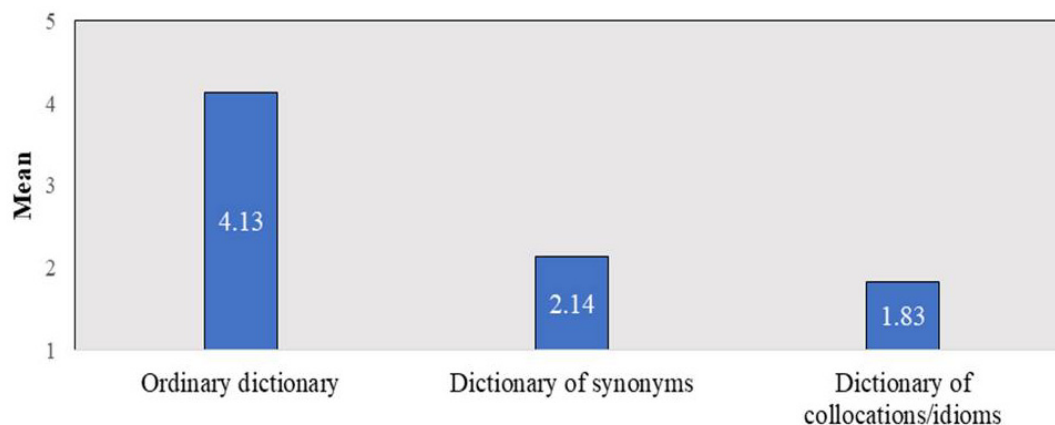 5
4
3
2
1
Mean
4.13
2.14
1.83
Ordinary dictionary
Dictionary of synonyms
Dictionary of
collocations/idioms